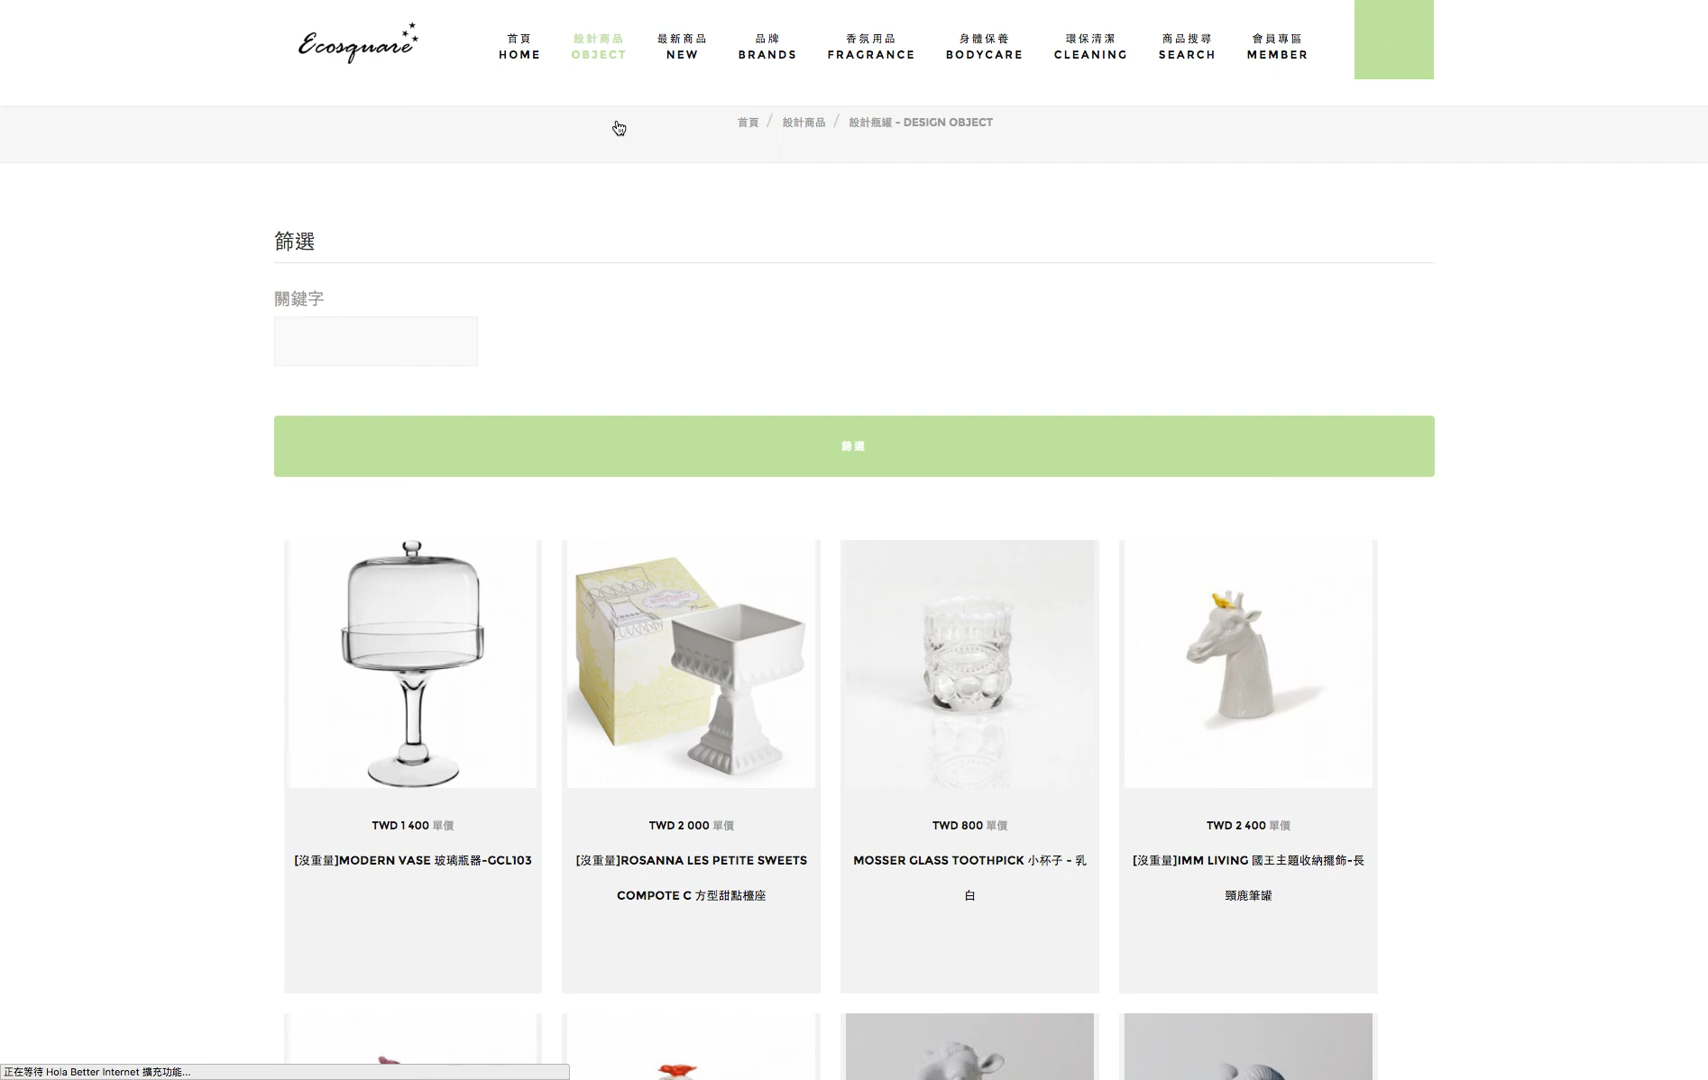 Ecosquare
首頁 設計商品 最新商品 品牌 香氛用品 身體保養 環保清潔 商品搜尋 會員專區
HOME OBJECT NEW BRANDS FRAGRANCE BODYCARE CLEANING SEARCH MEMBER
首頁 / 設計商品 / 設計瓶罐 - DESIGN OBJECT
篩選
關鍵字
篩選
TWD 1 400 單價
[沒重量]MODERN VASE 玻璃瓶器-GCL103
TWD 2 000 單價
[沒重量]ROSANNA LES PETITE SWEETS
COMPOTE C 方型甜點檯座
TWD 800 單價
MOSSER GLASS TOOTHPICK 小杯子 - 乳
白
TWD 2 400 單價
[沒重量]IMM LIVING 國王主題收納擺飾-長
頸鹿筆罐
正在等待 Hola Better Internet 擴充功能...